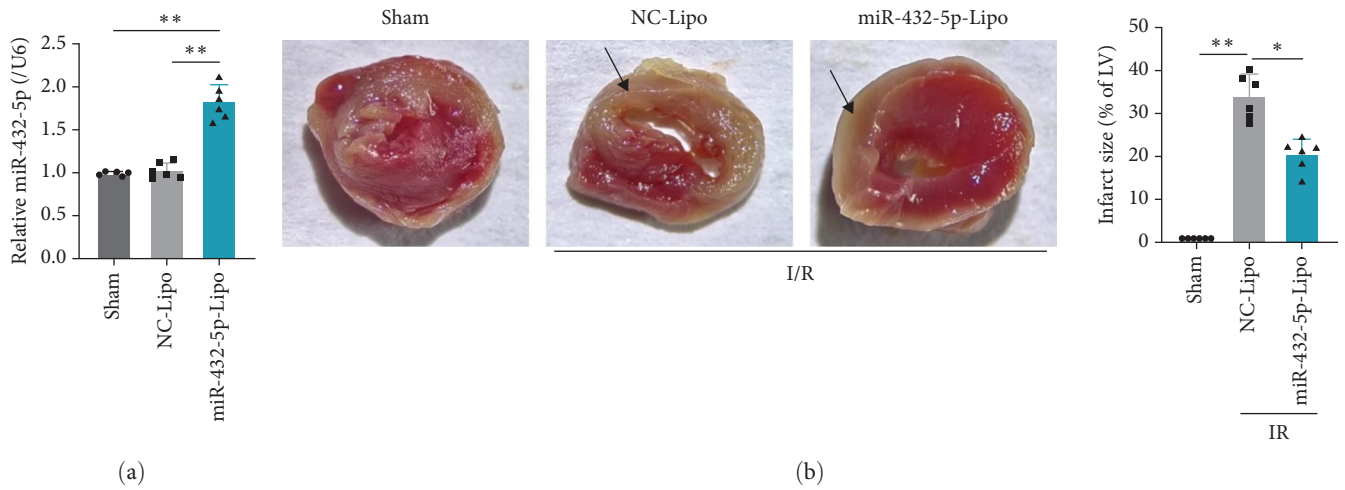 Relative miR-432-5p (/U6)
2.5
2.0
1.5
1.0
0.5
0.0
**
**
Sham
NC-Lipo
miR-432-5p-Lipo
(a)
Sham
NC-Lipo
miR-432-5p-Lipo
I/R
Infarct size (% of LV)
50
40
30
20
10
0
**
*
Sham
NC-Lipo
miR-432-5p-Lipo
IR
(b)